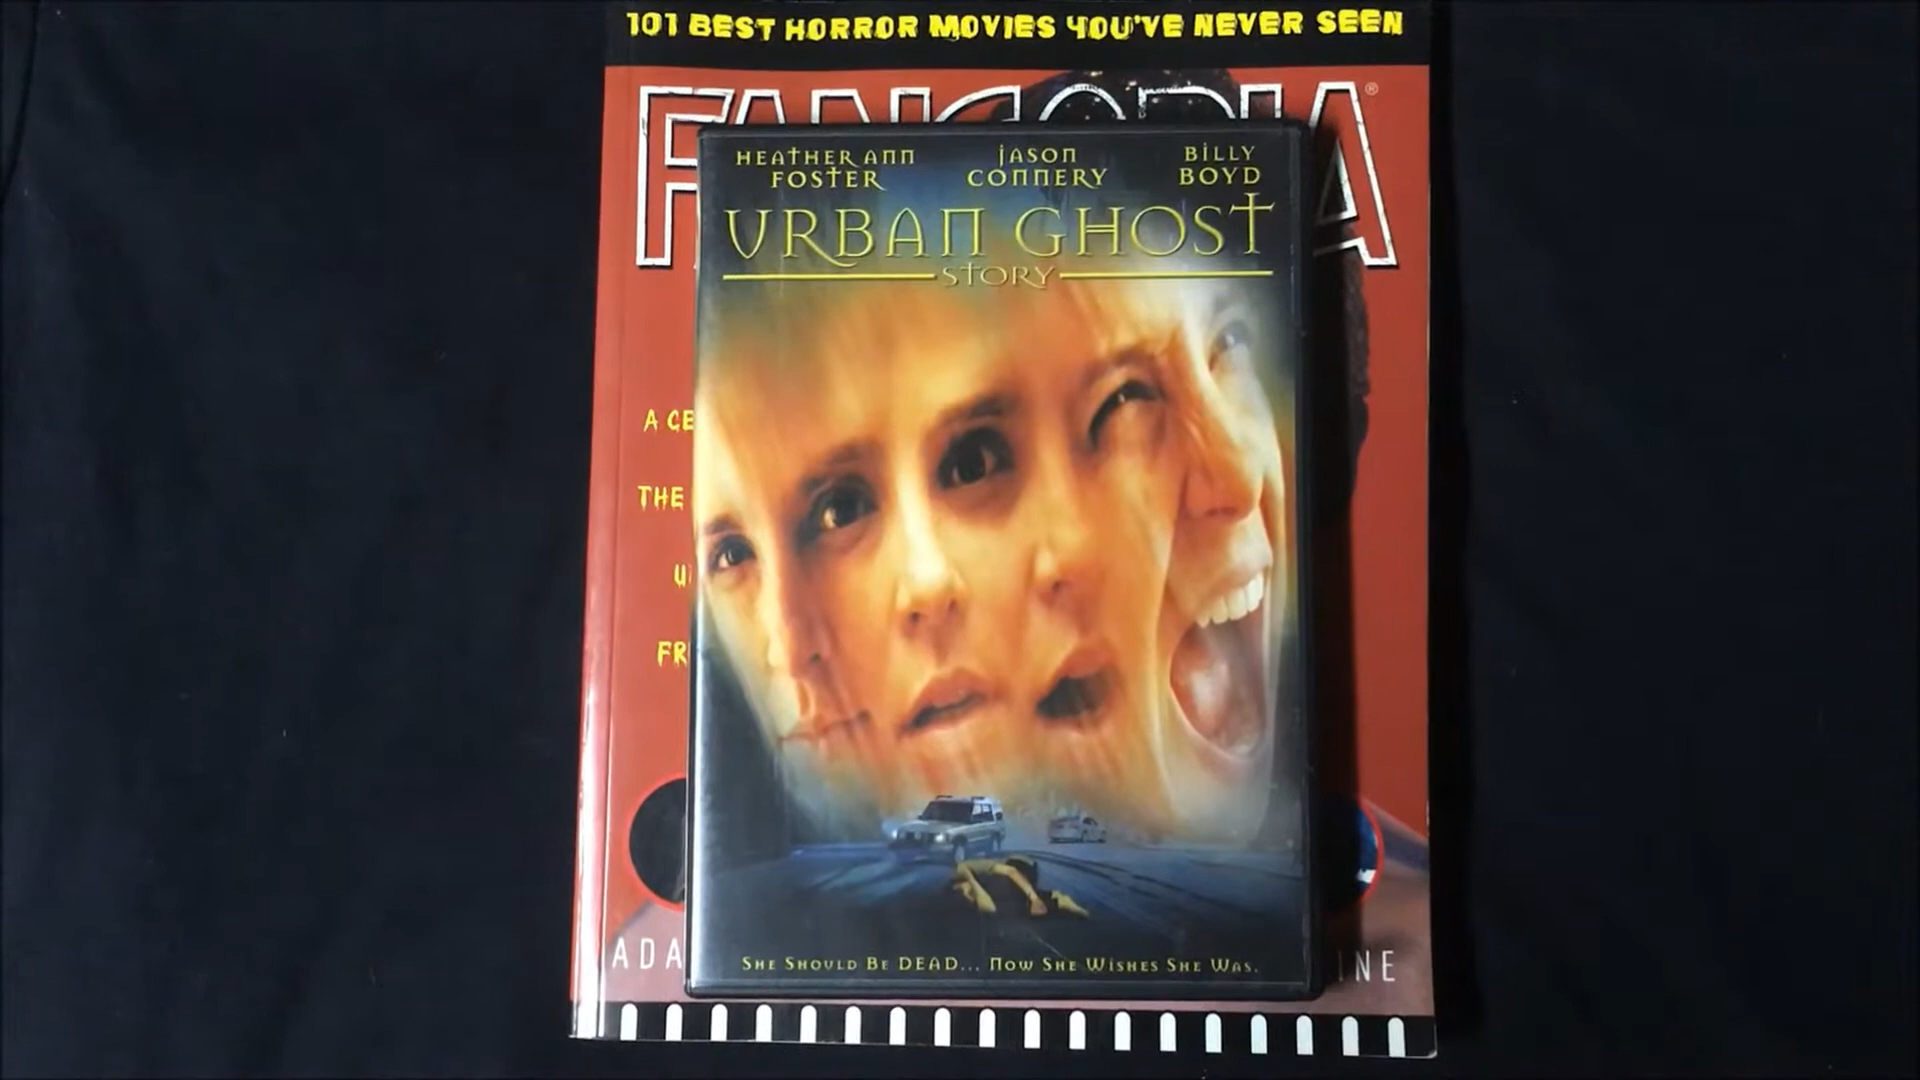 101 BEST HORROR MOVIES YOU'VE NEVER SEEN
FANGORIA®
HEATHER ANN FOSTER
JASON CONNERY
BILLY BOYD
URBAN GHOST
STORY
A CE
THE
FR
ADA
INE
SHE SHOULD BE DEAD... NOW SHE WISHES SHE WAS.